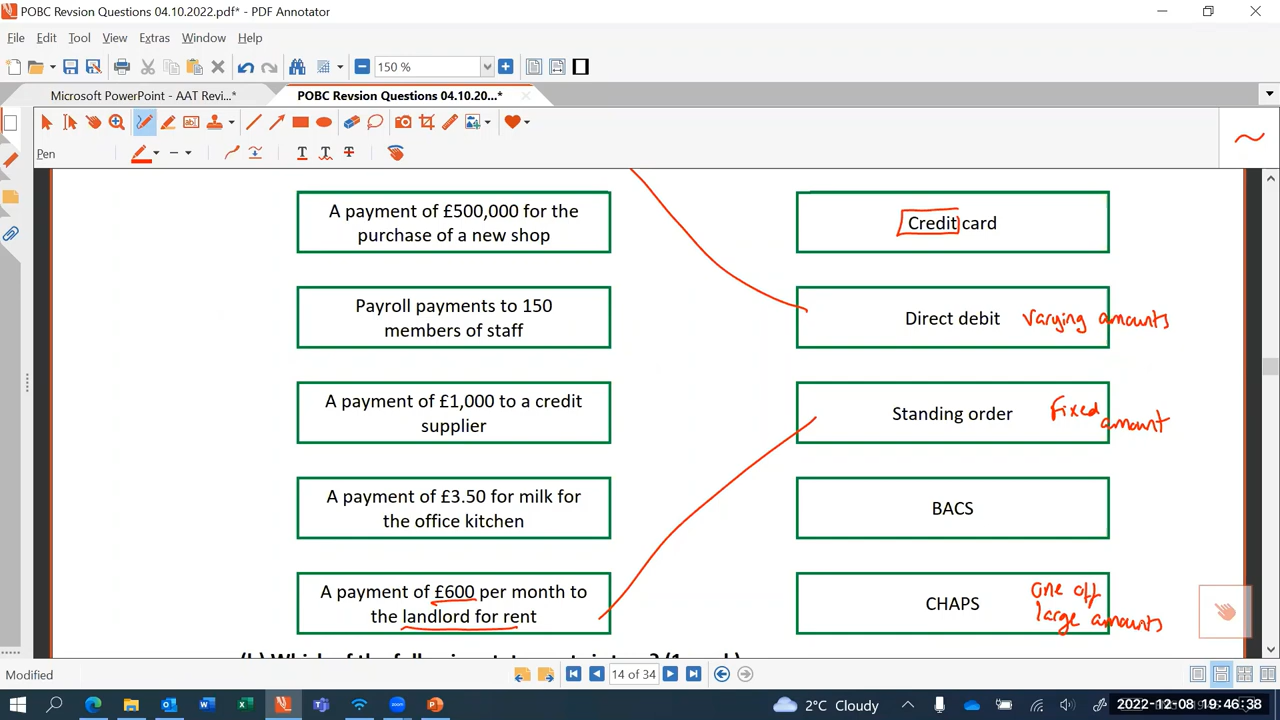 POBC Revsion Questions 04.10.2022.pdf* - PDF Annotator
File Edit Tool View Extras Window Help
150 %
Microsoft PowerPoint - AAT Revi...*
POBC Revsion Questions 04.10.20...*
Pen
A payment of £500,000 for the
purchase of a new shop
Credit card
Payroll payments to 150
members of staff
Direct debit
Varying amounts
A payment of £1,000 to a credit
supplier
Standing order
Fixed
amount
A payment of £3.50 for milk for
the office kitchen
BACS
A payment of £600 per month to
the landlord for rent
CHAPS
One off
large amounts
Modified
14 of 34
2°C Cloudy
2022-12-08 19:46:38